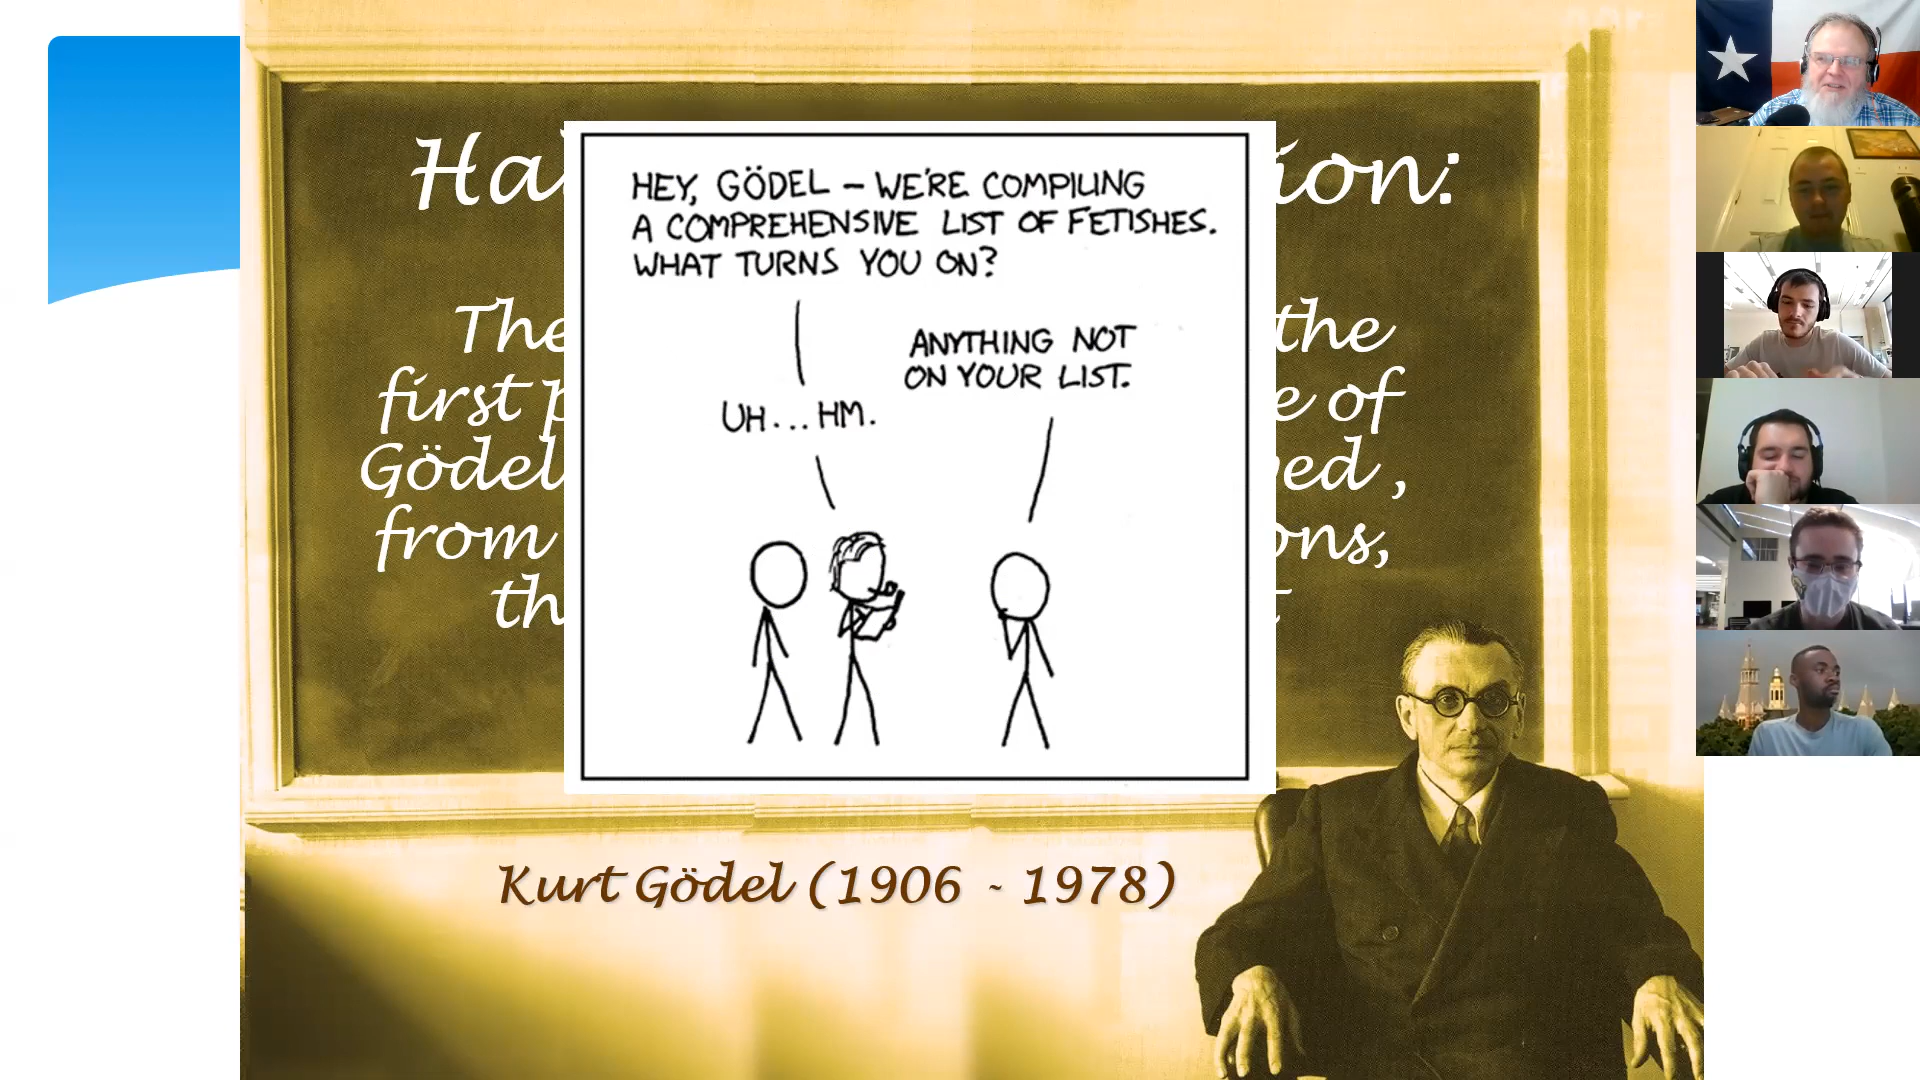 Ha ion:
HEY, GÖDEL – WE'RE COMPILING
A COMPREHENSIVE LIST OF FETISHES.
WHAT TURNS YOU ON?
ANYTHING NOT
ON YOUR LIST.
UH...HM.
The the
first p e of
Gödel ved,
from ons,
th t
Kurt Gödel (1906 - 1978)